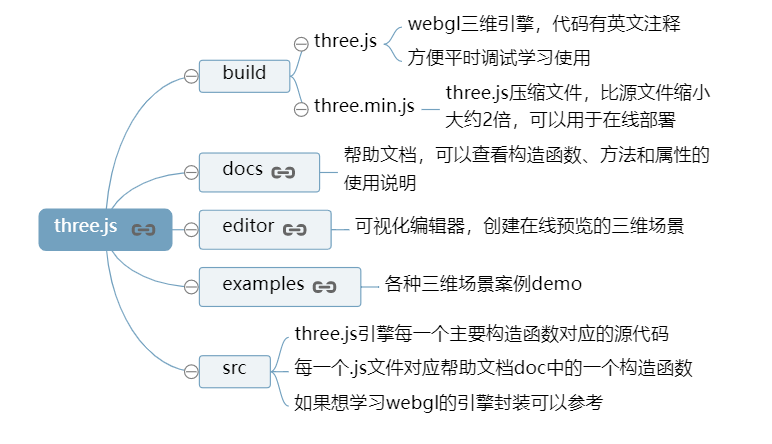 three.js
build
three.js
webgl三维引擎，代码有英文注释
方便平时调试学习使用
three.min.js
three.js压缩文件，比源文件缩小
大约2倍，可以用于在线部署
docs
帮助文档，可以查看构造函数、方法和属性的
使用说明
editor
可视化编辑器，创建在线预览的三维场景
examples
各种三维场景案例demo
src
three.js引擎每一个主要构造函数对应的源代码
每一个.js文件对应帮助文档doc中的一个构造函数
如果想学习webgl的引擎封装可以参考